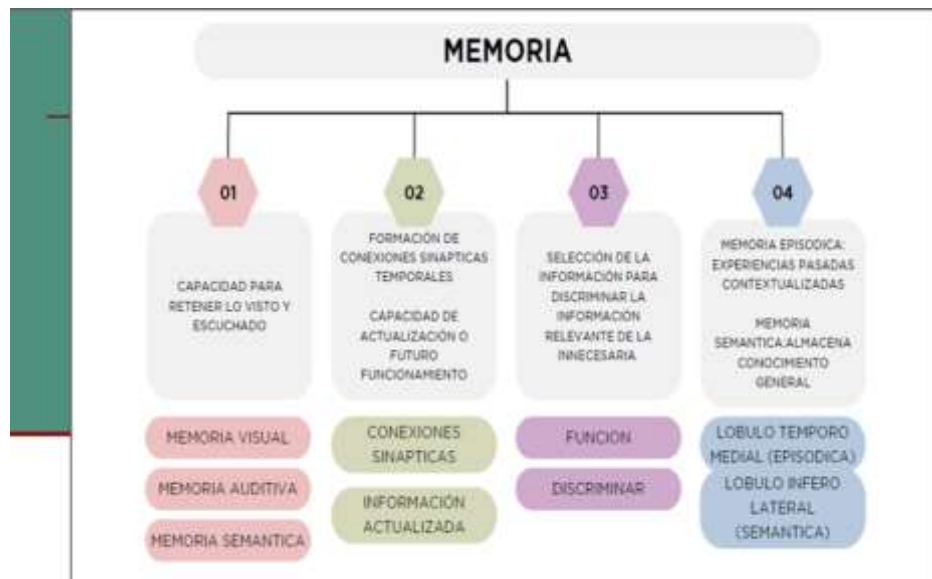 MEMORIA
01
CAPACIDAD PARA
RETENER LO VISTO Y
ESCUCHADO
MEMORIA VISUAL
MEMORIA AUDITIVA
MEMORIA SEMANTICA
02
FORMACIÓN DE
CONEXIONES SINAPTICAS
TEMPORALES
CAPACIDAD DE
ACTUALIZACIÓN O
FUTURO
FUNCIONAMIENTO
CONEXIONES
SINAPTICAS
INFORMACIÓN
ACTUALIZADA
03
SELECCIÓN DE LA
INFORMACIÓN PARA
DISCRIMINAR LA
INFORMACIÓN
RELEVANTE DE LA
INNECESARIA
FUNCION
DISCRIMINAR
04
MEMORIA EPISODICA:
EXPERIENCIAS PASADAS
CONTEXTUALIZADAS
MEMORIA
SEMANTICA:ALMACENA
CONOCIMIENTO
GENERAL
LOBULO TEMPORO
MEDIAL (EPISODICA)
LOBULO INFERO
LATERAL
(SEMANTICA)